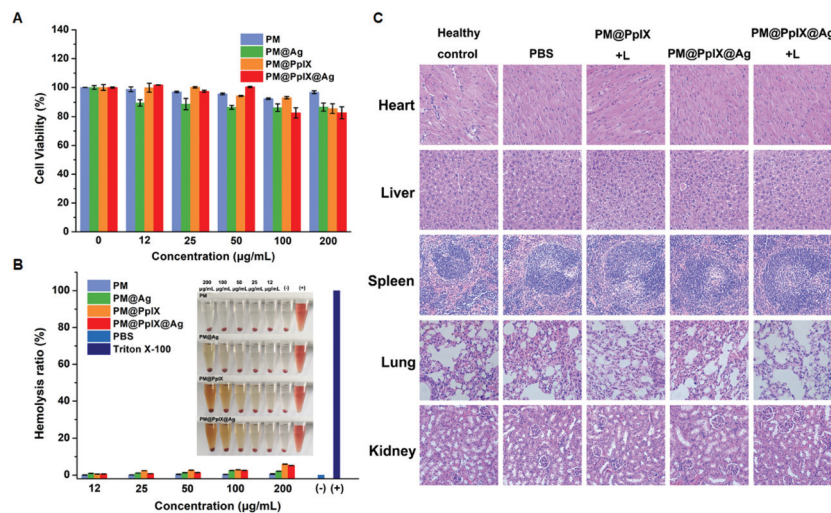 A
Cell Viability (%)
140
120
100
80
60
40
20
0
PM
PM@Ag
PM@PpIX
PM@PpIX@Ag
0 12 25 50 100 200
Concentration (μg/mL)
B
Hemolysis ratio (%)
100
80
60
40
20
0
PM
PM@Ag
PM@PpIX
PM@PpIX@Ag
PBS
Triton X-100
200 100 50 25 12 (-) (+)
μg/mL μg/mL μg/mL μg/mL μg/mL
PM
PM@Ag
PM@PpIX
PM@PpIX@Ag
12 25 50 100 200 (-) (+)
Concentration (μg/mL)
C
Healthy control
PBS
PM@PpIX +L
PM@PpIX@Ag
PM@PpIX@Ag +L
Heart
Liver
Spleen
Lung
Kidney